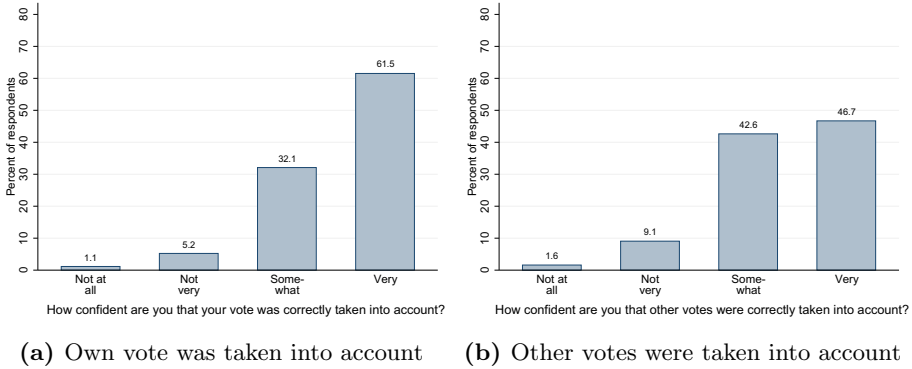 80
70
60
50
40
30
20
10
0
Percent of respondents
1.1
5.2
32.1
61.5
Not at all
Not very
Some-what
Very
How confident are you that your vote was correctly taken into account?
(a) Own vote was taken into account
80
70
60
50
40
30
20
10
0
Percent of respondents
1.6
9.1
42.6
46.7
Not at all
Not very
Some-what
Very
How confident are you that other votes were correctly taken into account?
(b) Other votes were taken into account